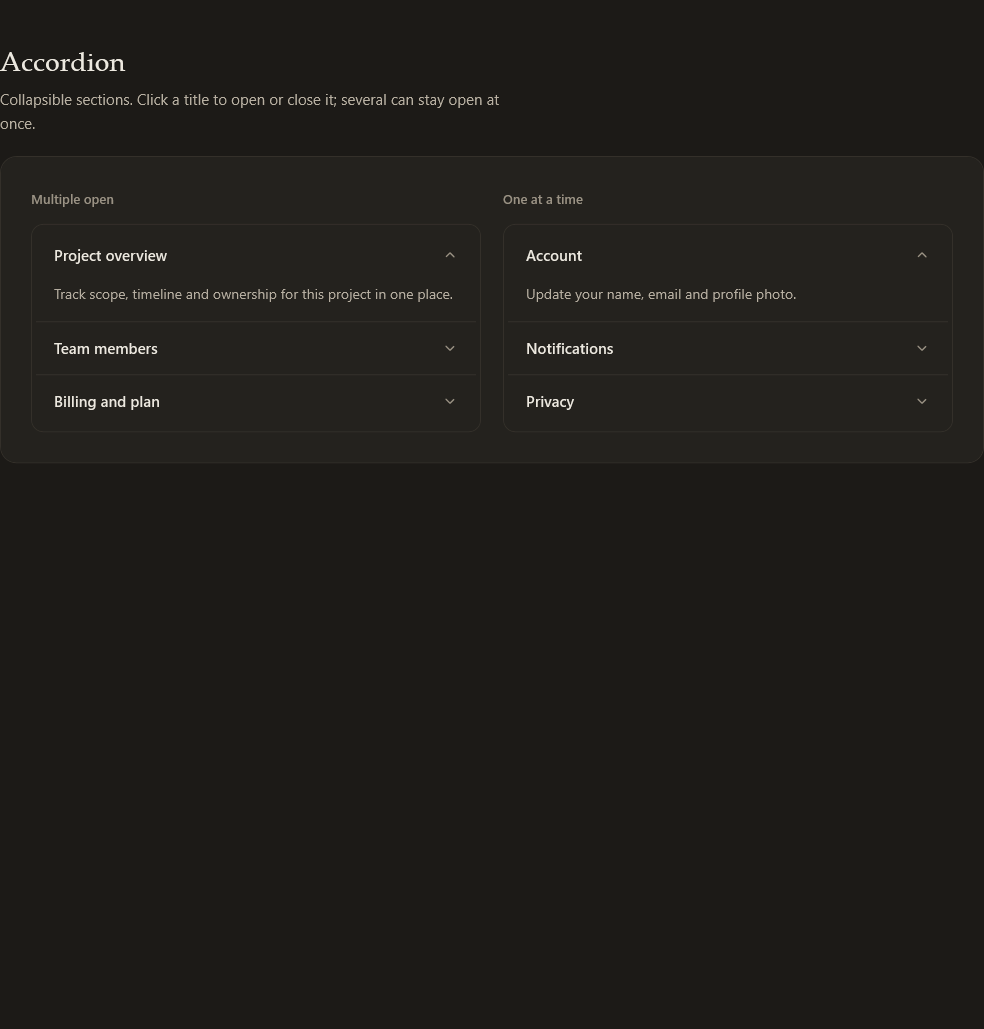 Accordion
Collapsible sections. Click a title to open or close it; several can stay open at
once.
Multiple open
Project overview
Track scope, timeline and ownership for this project in one place.
Team members
Billing and plan
One at a time
Account
Update your name, email and profile photo.
Notifications
Privacy